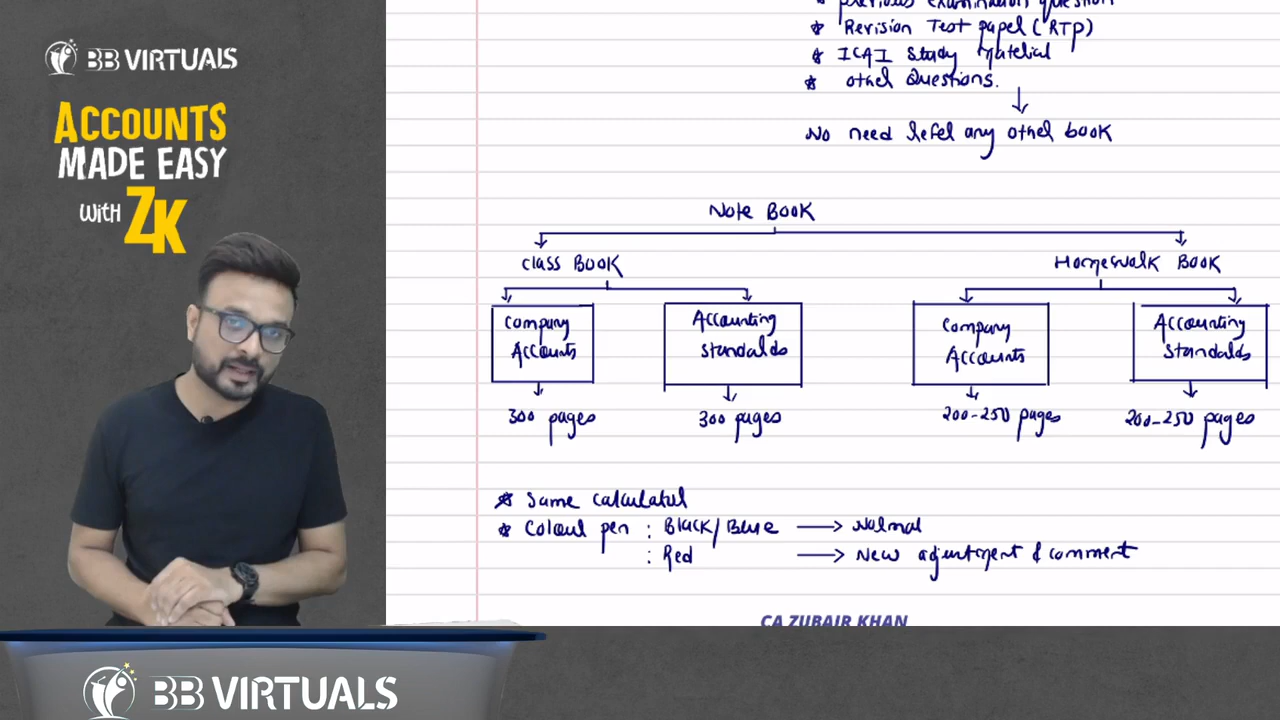 BB VIRTUALS
ACCOUNTS
MADE EASY
with ZK
previous examination question
* Revision Test paper (RTP)
* ICAI Study material
* other Questions.
No need refer any other book
Note Book
Class Book
Homework Book
Company Accounts
Accounting Standards
Company Accounts
Accounting Standards
300 pages
300 pages
200-250 pages
200-250 pages
* Same calculator
* Colour pen : Black/Blue → Normal
: Red → New adjustment & comment
CA ZUBAIR KHAN
BB VIRTUALS